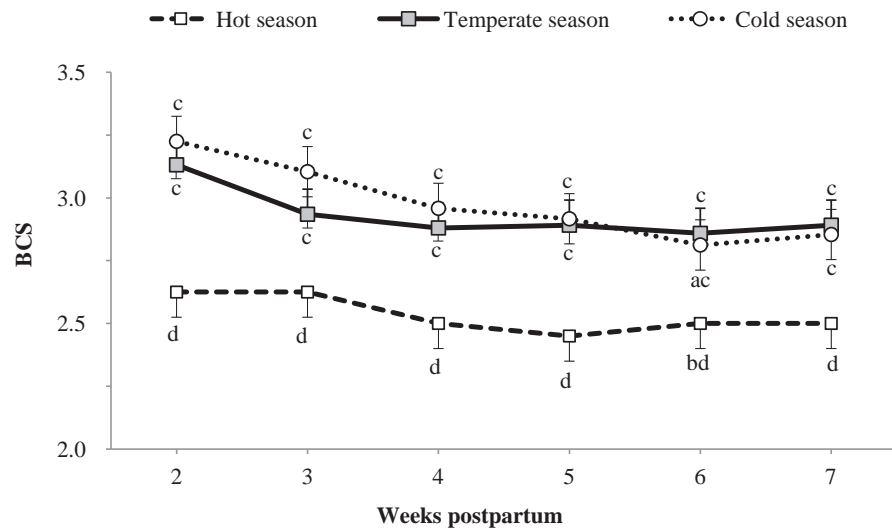 Hot season Temperate season Cold season
3.5
c
c
c
c
c
c
c
3.0
c
c
c
c
ac
BCS
2.5
d
d
d
d
bd
d
2.0
2 3 4 5 6 7
Weeks postpartum